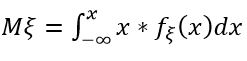 Mξ = ∫_{-∞}^{x} x * f_ξ(x)dx